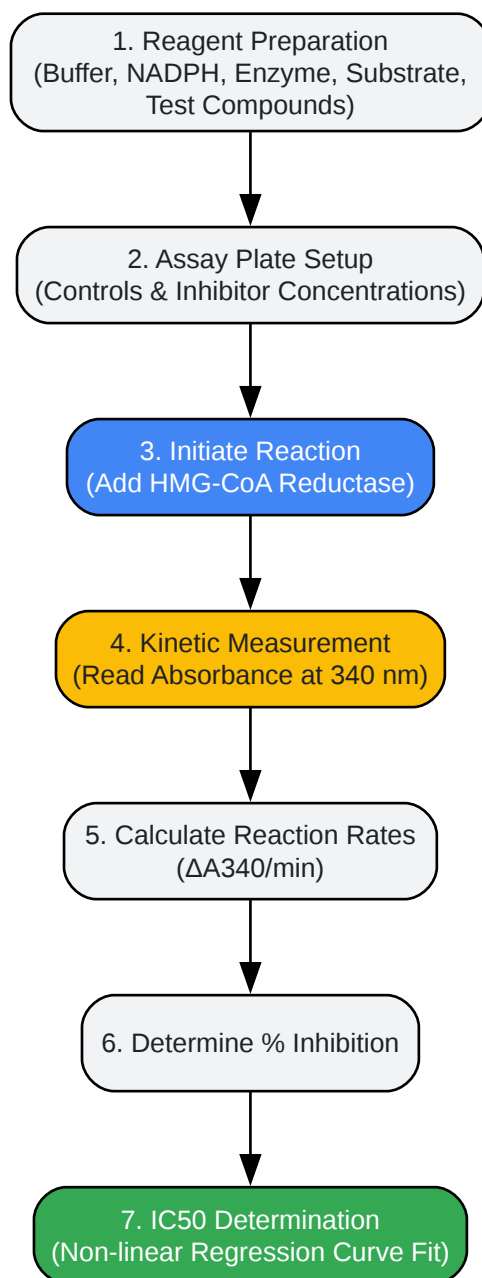 1. Reagent Preparation
(Buffer, NADPH, Enzyme, Substrate,
Test Compounds)
2. Assay Plate Setup
(Controls & Inhibitor Concentrations)
3. Initiate Reaction
(Add HMG-CoA Reductase)
4. Kinetic Measurement
(Read Absorbance at 340 nm)
5. Calculate Reaction Rates
(ΔA340/min)
6. Determine % Inhibition
7. IC50 Determination
(Non-linear Regression Curve Fit)